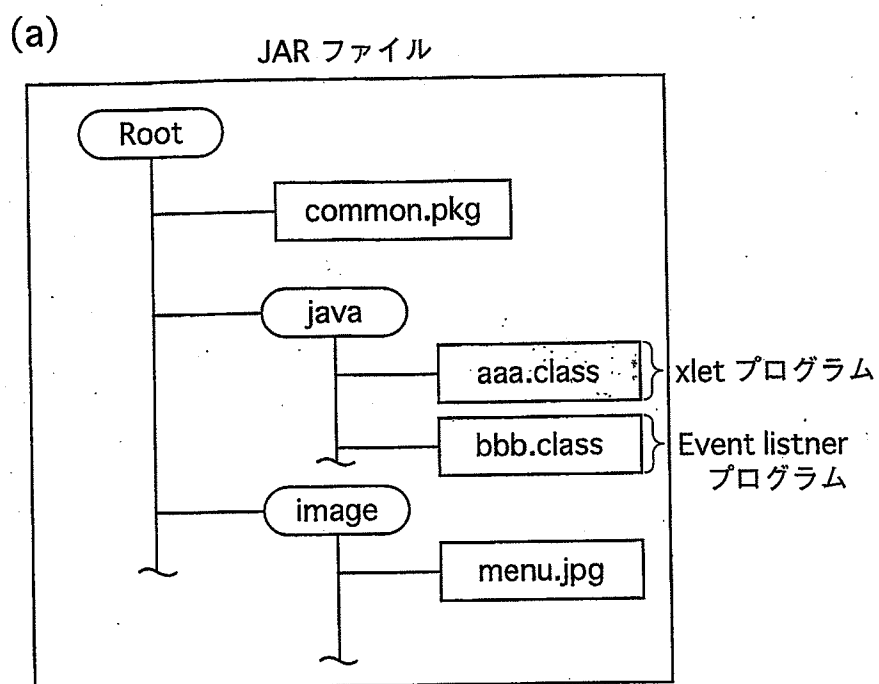 (a)
JAR ファイル
Root
common.pkg
java
aaa.class
xlet プログラム
bbb.class
Event listner
プログラム
image
menu.jpg